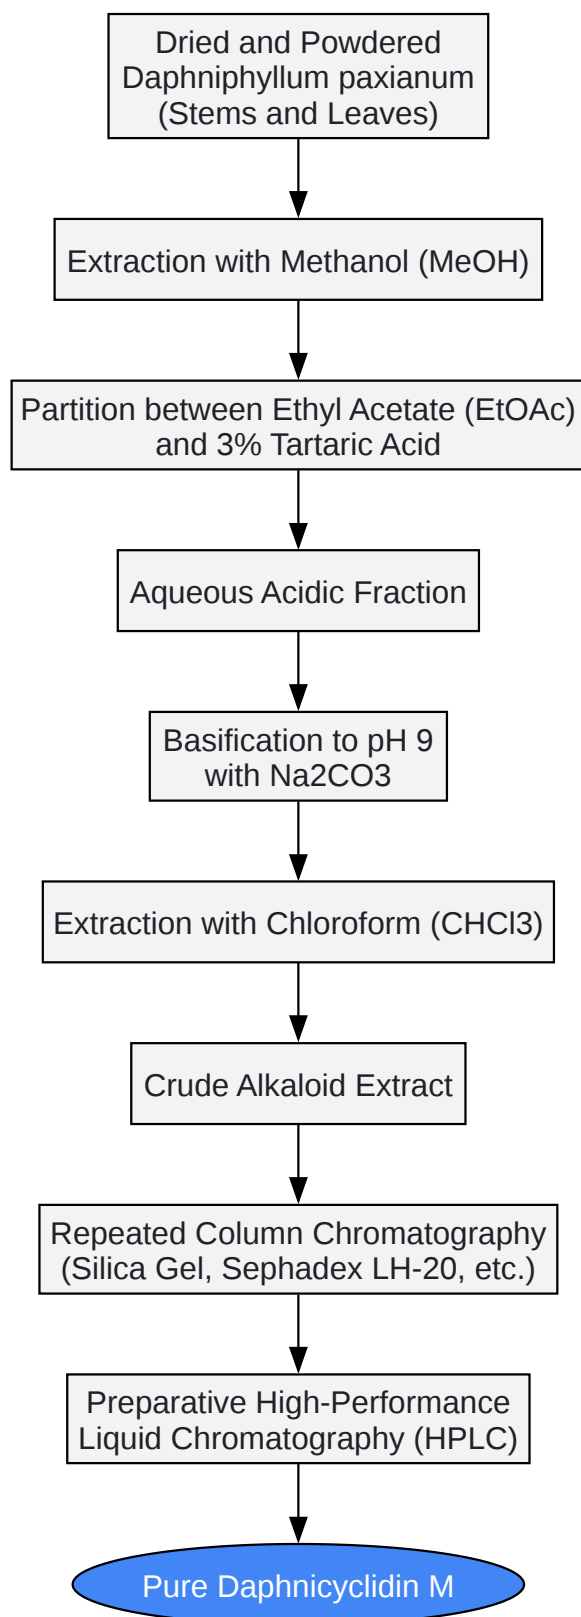 Dried and Powdered
Daphniphyllum paxianum
(Stems and Leaves)
Extraction with Methanol (MeOH)
Partition between Ethyl Acetate (EtOAc)
and 3% Tartaric Acid
Aqueous Acidic Fraction
Basification to pH 9
with Na2CO3
Extraction with Chloroform (CHCl3)
Crude Alkaloid Extract
Repeated Column Chromatography
(Silica Gel, Sephadex LH-20, etc.)
Preparative High-Performance
Liquid Chromatography (HPLC)
Pure Daphnicyclidin M